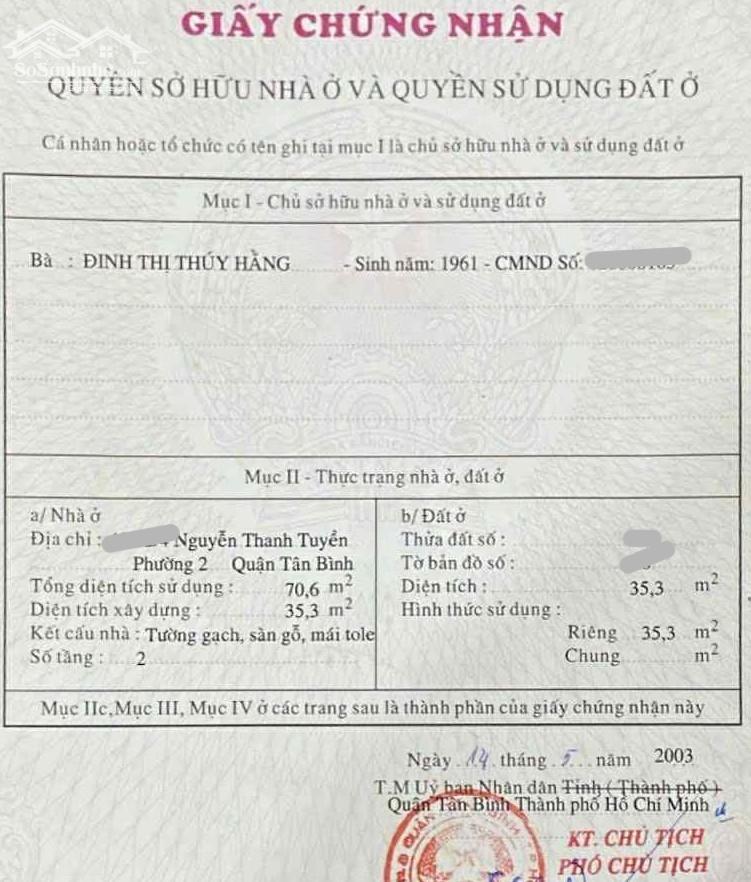 GIẤY CHỨNG NHẬN
QUYỀN SỞ HỮU NHÀ Ở VÀ QUYỀN SỬ DỤNG ĐẤT Ở
Cá nhân hoặc tổ chức có tên ghi tại mục I là chủ sở hữu nhà ở và sử dụng đất ở
Mục I - Chủ sở hữu nhà ở và sử dụng đất ở
Bà : ĐINH THỊ THÚY HẰNG - Sinh năm: 1961 - CMND Số:
Mục II - Thực trạng nhà ở, đất ở
a/ Nhà ở
Địa chỉ : Nguyễn Thanh Tuyền
Phường 2 Quận Tân Bình
Tổng diện tích sử dụng : 70,6 m2
Diện tích xây dựng : 35,3 m2
Kết cấu nhà : Tường gạch, sàn gỗ, mái tole
Số tầng : 2
b/ Đất ở
Thửa đất số :
Tờ bản đồ số :
Diện tích : 35,3 m2
Hình thức sử dụng :
Riêng 35,3 m2
Chung m2
Mục IIc,Mục III, Mục IV ở các trang sau là thành phần của giấy chứng nhận này
Ngày 14 tháng 5 năm 2003
T.M Uỷ ban Nhân dân Tỉnh ( Thành phố )
Quận Tân Bình Thành phố Hồ Chí Minh
KT. CHỦ TỊCH
PHÓ CHỦ TỊCH